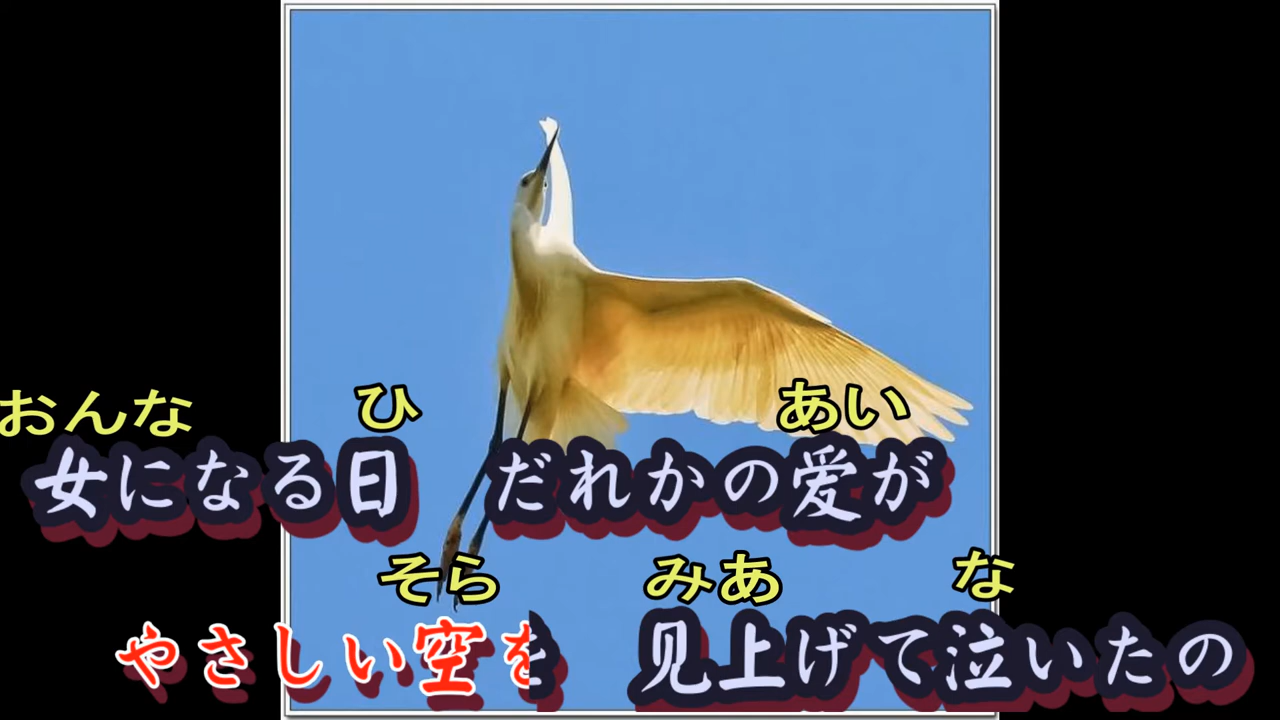 おんな ひ あい
女になる日 だれかの愛が
そら みあ な
やさしい空を 见上げて泣いたの